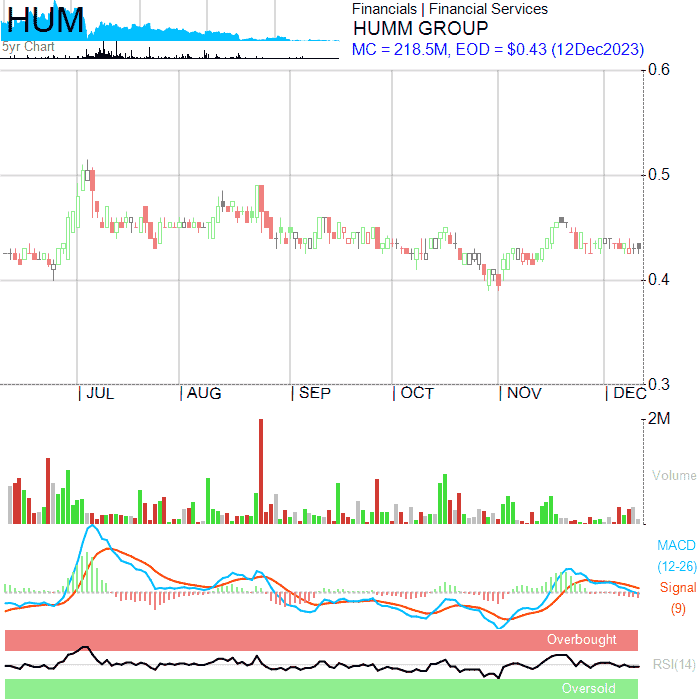 HUM
5yr Chart
Financials | Financial Services
HUMM GROUP
MC = 218.5M, EOD = $0.43 (12Dec2023)
0.6
0.5
0.4
0.3
| JUL | AUG | SEP | OCT | NOV | DEC
2M
Volume
MACD
(12-26)
Signal
(9)
Overbought
RSI(14)
Oversold